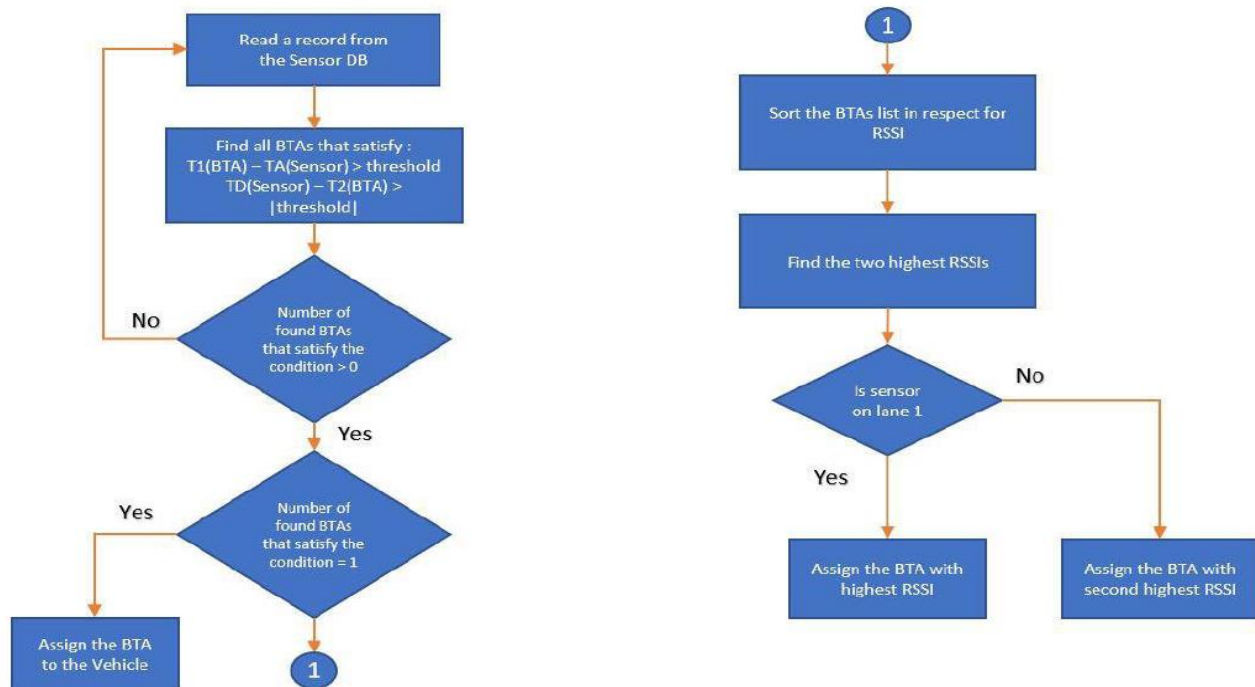 Read a record from
the Sensor DB
Find all BTAs that satisfy :
T1(BTA) – TA(Sensor) > threshold
TD(Sensor) – T2(BTA) >
|threshold|
Number of
found BTAs
that satisfy the
condition > 0
No
Yes
Number of
found BTAs
that satisfy the
condition = 1
Yes
Assign the BTA
to the Vehicle
1
1
Sort the BTAs list in respect for
RSSI
Find the two highest RSSIs
Is sensor
on lane 1
No
Yes
Assign the BTA with
highest RSSI
Assign the BTA with
second highest RSSI